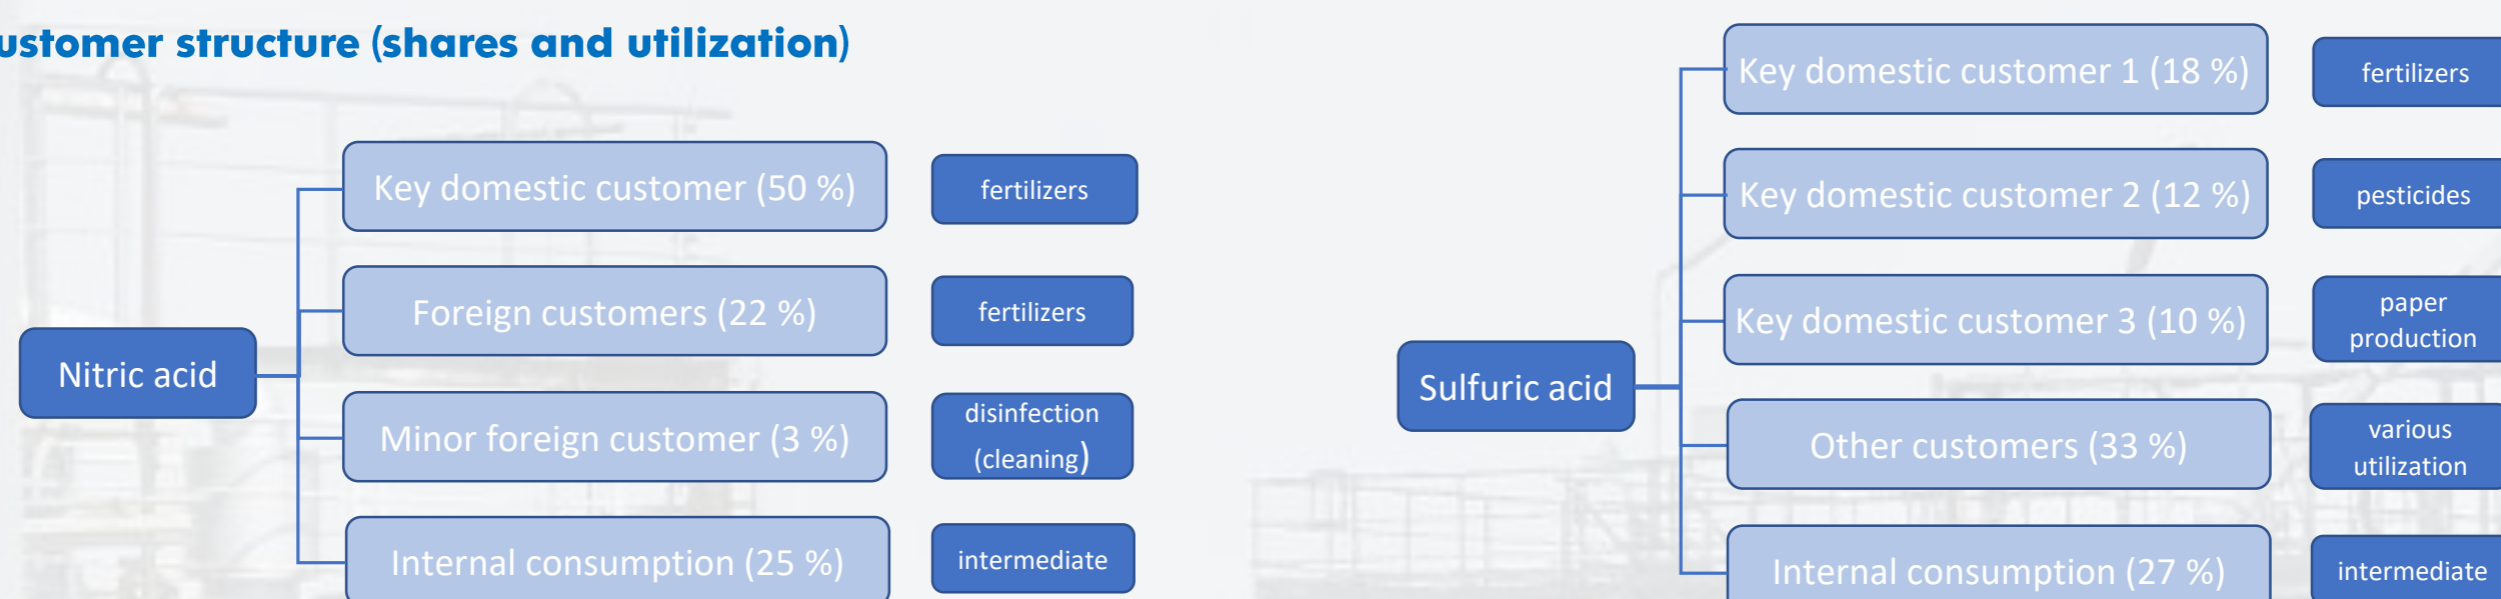 ustomer structure (shares and utilization)
Nitric acid
Key domestic customer (50 %)
fertilizers
Foreign customers (22 %)
fertilizers
Minor foreign customer (3 %)
disinfection
(cleaning)
Internal consumption (25 %)
intermediate
Sulfuric acid
Key domestic customer 1 (18 %)
fertilizers
Key domestic customer 2 (12 %)
pesticides
Key domestic customer 3 (10 %)
paper
production
Other customers (33 %)
various
utilization
Internal consumption (27 %)
intermediate